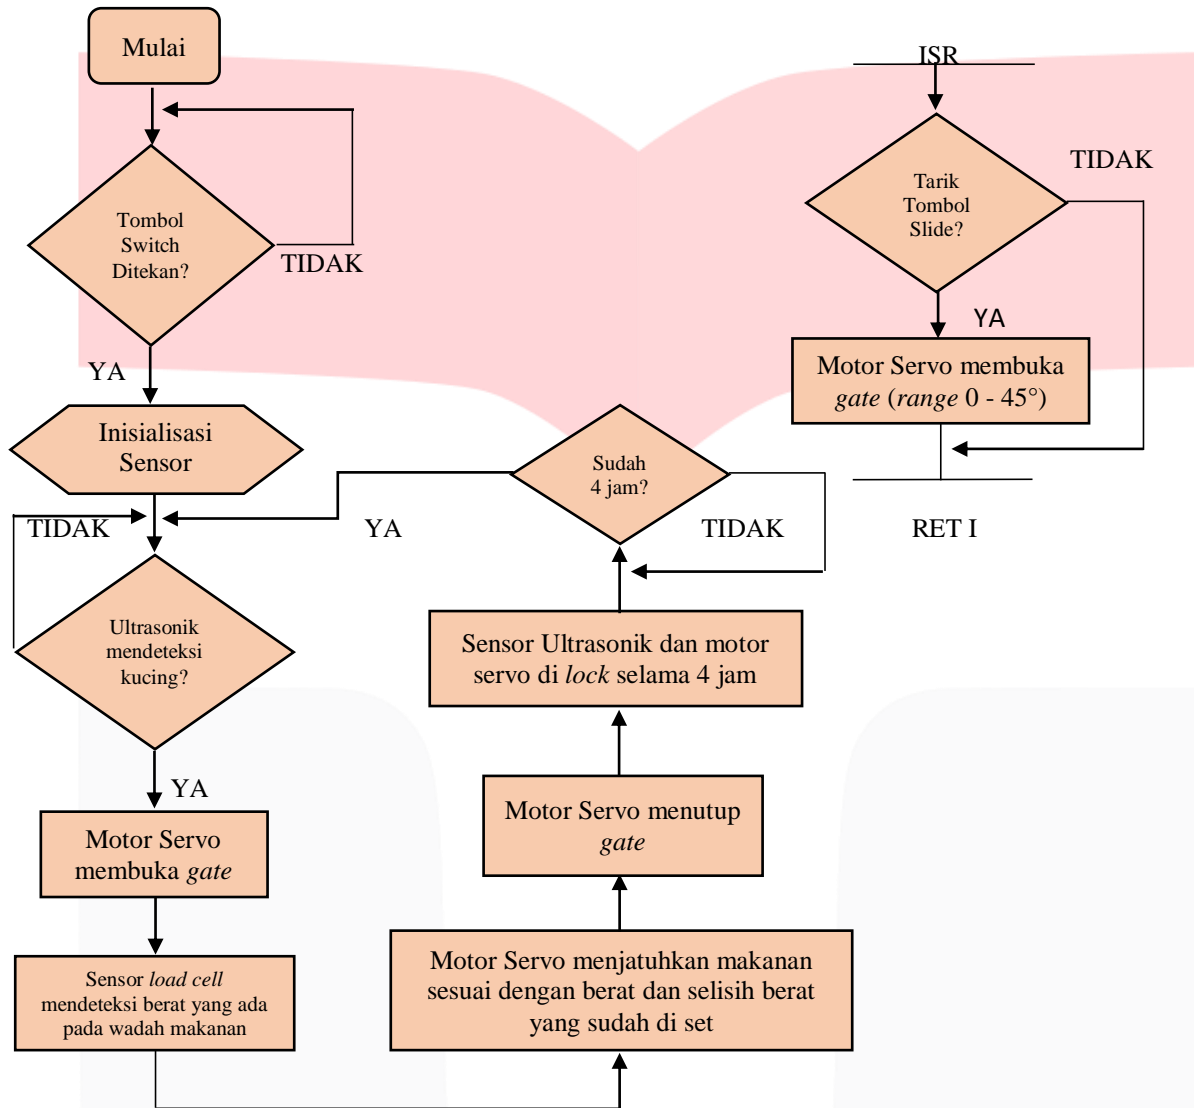 Mulai
Tombol
Switch
Ditekan?
TIDAK
YA
Inisialisasi
Sensor
TIDAK
Ultrasonik
mendeteksi
kucing?
YA
Motor Servo
membuka gate
Sensor load cell
mendeteksi berat yang ada
pada wadah makanan
Motor Servo menjatuhkan makanan
sesuai dengan berat dan selisih berat
yang sudah di set
Motor Servo menutup
gate
Sensor Ultrasonik dan motor
servo di lock selama 4 jam
Sudah
4 jam?
TIDAK
YA
ISR
Tarik
Tombol
Slide?
TIDAK
YA
Motor Servo membuka
gate (range 0 - 45°)
RET I